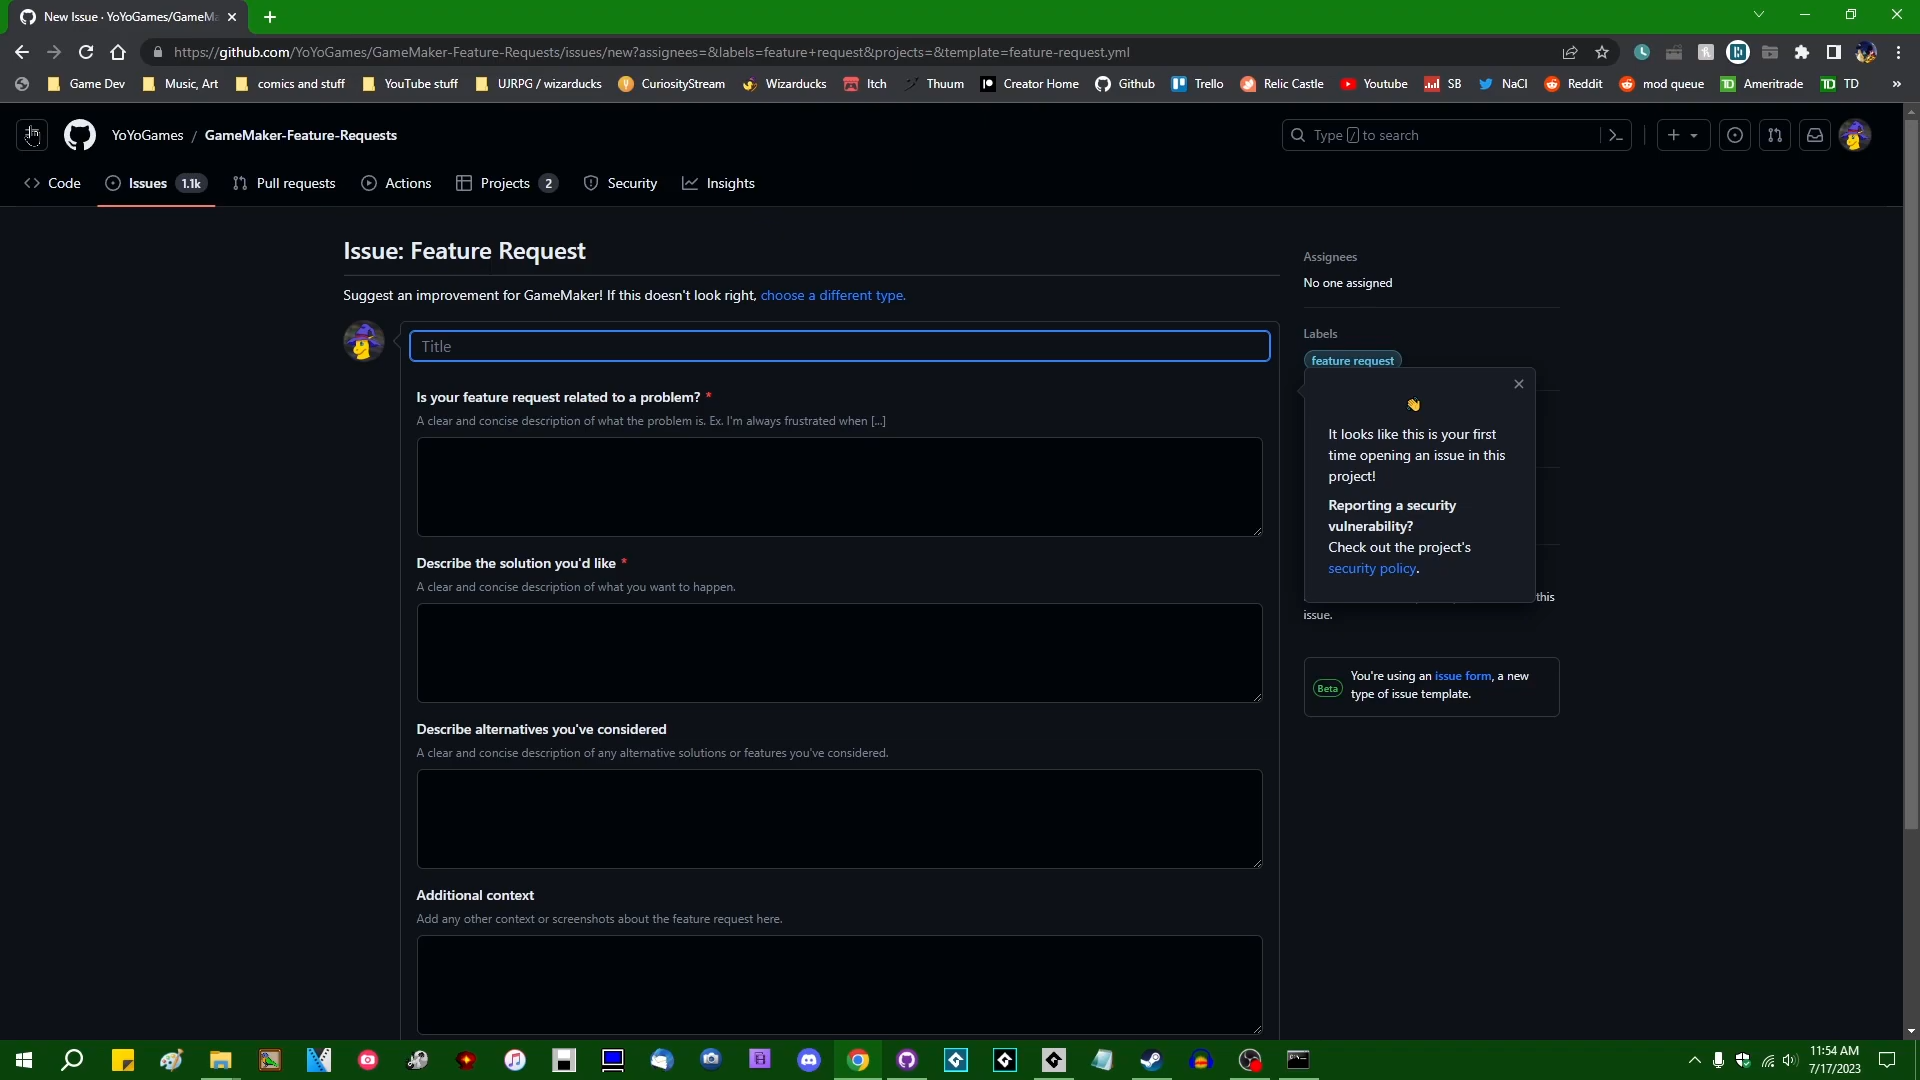 New Issue · YoYoGames/GameMa
https://github.com/YoYoGames/GameMaker-Feature-Requests/issues/new?assignees=&labels=feature+request&projects=&template=feature-request.yml
Game Dev Music, Art comics and stuff YouTube stuff UJRPG / wizarducks CuriosityStream Wizarducks Itch Thuum Creator Home Github Trello Relic Castle Youtube SB NaCl Reddit mod queue TD Ameritrade TD TD »
YoYoGames / GameMaker-Feature-Requests
Type / to search
Code Issues 1.1k Pull requests Actions Projects 2 Security Insights
Issue: Feature Request
Suggest an improvement for GameMaker! If this doesn't look right, choose a different type.
Title
Is your feature request related to a problem? *
A clear and concise description of what the problem is. Ex. I'm always frustrated when [...]
Describe the solution you'd like *
A clear and concise description of what you want to happen.
Describe alternatives you've considered
A clear and concise description of any alternative solutions or features you've considered.
Additional context
Add any other context or screenshots about the feature request here.
Assignees
No one assigned
Labels
feature request
It looks like this is your first
time opening an issue in this
project!
Reporting a security
vulnerability?
Check out the project's
security policy.
this
issue.
Beta
You're using an issue form, a new
type of issue template.
11:54 AM
7/17/2023